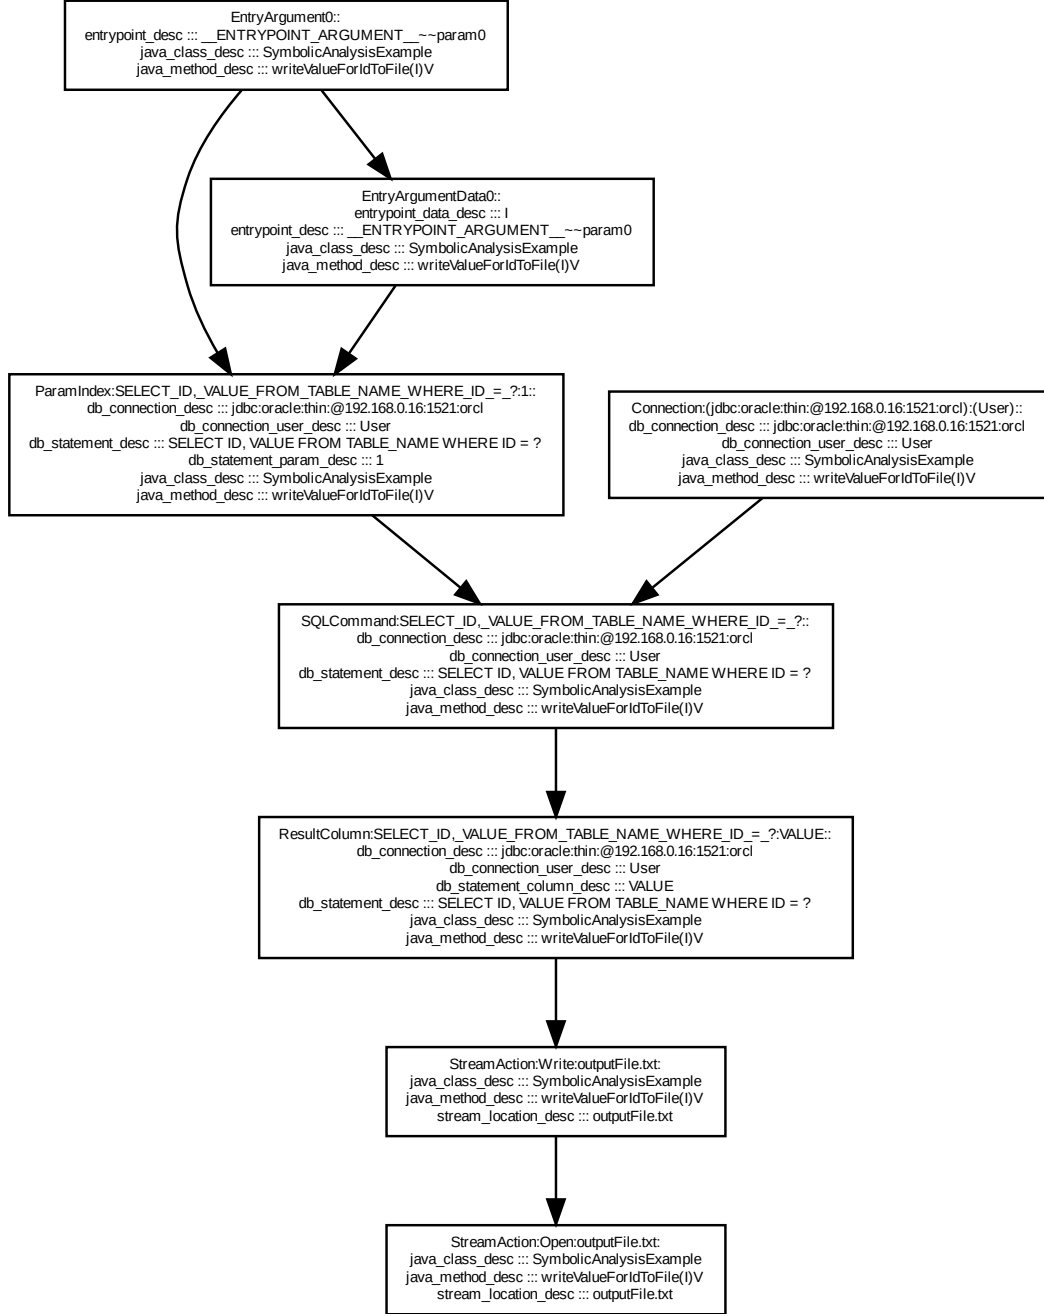 EntryArgument0::
entrypoint_desc ::: __ENTRYPOINT_ARGUMENT__~~param0
java_class_desc ::: SymbolicAnalysisExample
java_method_desc ::: writeValueForIdToFile(I)V
EntryArgumentData0::
entrypoint_data_desc ::: I
entrypoint_desc ::: __ENTRYPOINT_ARGUMENT__~~param0
java_class_desc ::: SymbolicAnalysisExample
java_method_desc ::: writeValueForIdToFile(I)V
ParamIndex:SELECT_ID,_VALUE_FROM_TABLE_NAME_WHERE_ID_=_?:1::
db_connection_desc ::: jdbc:oracle:thin:@192.168.0.16:1521:orcl
db_connection_user_desc ::: User
db_statement_desc ::: SELECT ID, VALUE FROM TABLE_NAME WHERE ID = ?
db_statement_param_desc ::: 1
java_class_desc ::: SymbolicAnalysisExample
java_method_desc ::: writeValueForIdToFile(I)V
Connection:(jdbc:oracle:thin:@192.168.0.16:1521:orcl):(User)::
db_connection_desc ::: jdbc:oracle:thin:@192.168.0.16:1521:orcl
db_connection_user_desc ::: User
java_class_desc ::: SymbolicAnalysisExample
java_method_desc ::: writeValueForIdToFile(I)V
SQLCommand:SELECT_ID,_VALUE_FROM_TABLE_NAME_WHERE_ID_=_?::
db_connection_desc ::: jdbc:oracle:thin:@192.168.0.16:1521:orcl
db_connection_user_desc ::: User
db_statement_desc ::: SELECT ID, VALUE FROM TABLE_NAME WHERE ID = ?
java_class_desc ::: SymbolicAnalysisExample
java_method_desc ::: writeValueForIdToFile(I)V
ResultColumn:SELECT_ID,_VALUE_FROM_TABLE_NAME_WHERE_ID_=_?:VALUE::
db_connection_desc ::: jdbc:oracle:thin:@192.168.0.16:1521:orcl
db_connection_user_desc ::: User
db_statement_column_desc ::: VALUE
db_statement_desc ::: SELECT ID, VALUE FROM TABLE_NAME WHERE ID = ?
java_class_desc ::: SymbolicAnalysisExample
java_method_desc ::: writeValueForIdToFile(I)V
StreamAction:Write:outputFile.txt:
java_class_desc ::: SymbolicAnalysisExample
java_method_desc ::: writeValueForIdToFile(I)V
stream_location_desc ::: outputFile.txt
StreamAction:Open:outputFile.txt:
java_class_desc ::: SymbolicAnalysisExample
java_method_desc ::: writeValueForIdToFile(I)V
stream_location_desc ::: outputFile.txt